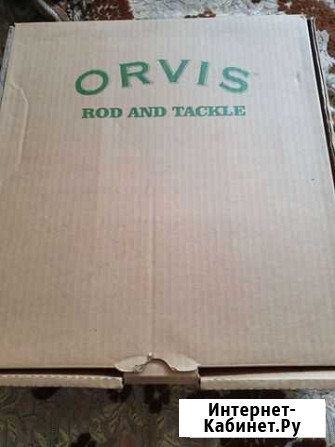 ORVIS
ROD AND TACKLE
Интернет-
Кабинет.Ру